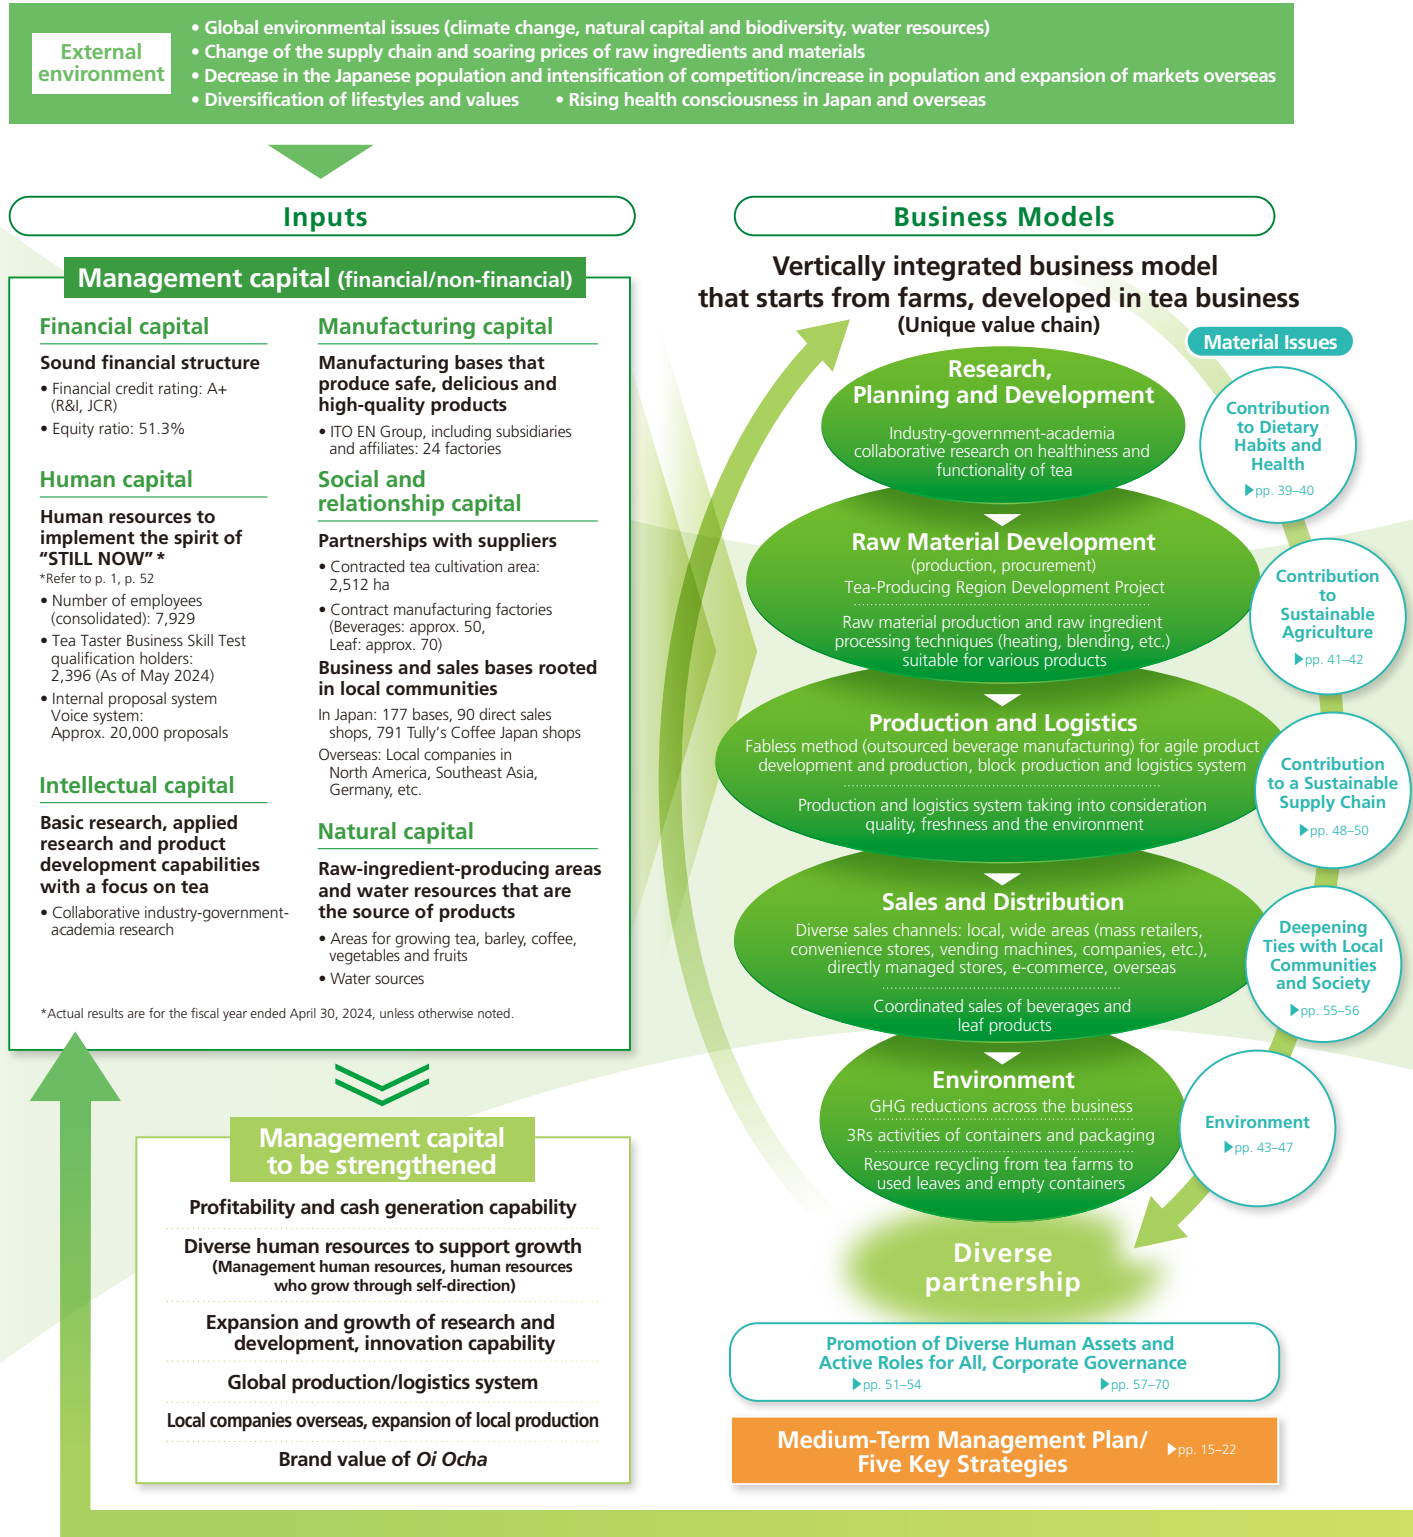 External
environment
• Global environmental issues (climate change, natural capital and biodiversity, water resources)
• Change of the supply chain and soaring prices of raw ingredients and materials
• Decrease in the Japanese population and intensification of competition/increase in population and expansion of markets overseas
• Diversification of lifestyles and values • Rising health consciousness in Japan and overseas
Inputs
Management capital (financial/non-financial)
Financial capital
Sound financial structure
• Financial credit rating: A+
(R&I, JCR)
• Equity ratio: 51.3%
Human capital
Human resources to
implement the spirit of
“STILL NOW” *
*Refer to p. 1, p. 52
• Number of employees
(consolidated): 7,929
• Tea Taster Business Skill Test
qualification holders:
2,396 (As of May 2024)
• Internal proposal system
Voice system:
Approx. 20,000 proposals
Intellectual capital
Basic research, applied
research and product
development capabilities
with a focus on tea
• Collaborative industry-government-
academia research
Manufacturing capital
Manufacturing bases that
produce safe, delicious and
high-quality products
• ITO EN Group, including subsidiaries
and affiliates: 24 factories
Social and
relationship capital
Partnerships with suppliers
• Contracted tea cultivation area:
2,512 ha
• Contract manufacturing factories
(Beverages: approx. 50,
Leaf: approx. 70)
Business and sales bases rooted
in local communities
In Japan: 177 bases, 90 direct sales
shops, 791 Tully’s Coffee Japan shops
Overseas: Local companies in
North America, Southeast Asia,
Germany, etc.
Natural capital
Raw-ingredient-producing areas
and water resources that are
the source of products
• Areas for growing tea, barley, coffee,
vegetables and fruits
• Water sources
*Actual results are for the fiscal year ended April 30, 2024, unless otherwise noted.
Management capital
to be strengthened
Profitability and cash generation capability
Diverse human resources to support growth
(Management human resources, human resources
who grow through self-direction)
Expansion and growth of research and
development, innovation capability
Global production/logistics system
Local companies overseas, expansion of local production
Brand value of Oi Ocha
Business Models
Vertically integrated business model
that starts from farms, developed in tea business
(Unique value chain)
Research,
Planning and Development
Industry-government-academia
collaborative research on healthiness and
functionality of tea
Raw Material Development
(production, procurement)
Tea-Producing Region Development Project
Raw material production and raw ingredient
processing techniques (heating, blending, etc.)
suitable for various products
Production and Logistics
Fabless method (outsourced beverage manufacturing) for agile product
development and production, block production and logistics system
Production and logistics system taking into consideration
quality, freshness and the environment
Sales and Distribution
Diverse sales channels: local, wide areas (mass retailers,
convenience stores, vending machines, companies, etc.),
directly managed stores, e-commerce, overseas
Coordinated sales of beverages and
leaf products
Environment
GHG reductions across the business
3Rs activities of containers and packaging
Resource recycling from tea farms to
used leaves and empty containers
Diverse
partnership
Material Issues
Contribution
to Dietary
Habits and
Health
▶pp. 39–40
Contribution
to
Sustainable
Agriculture
▶pp. 41–42
Contribution
to a Sustainable
Supply Chain
▶pp. 48–50
Deepening
Ties with Local
Communities
and Society
▶pp. 55–56
Environment
▶pp. 43–47
Promotion of Diverse Human Assets and
Active Roles for All, Corporate Governance
▶pp. 51–54 ▶pp. 57–70
Medium-Term Management Plan/
Five Key Strategies
▶pp. 15–22